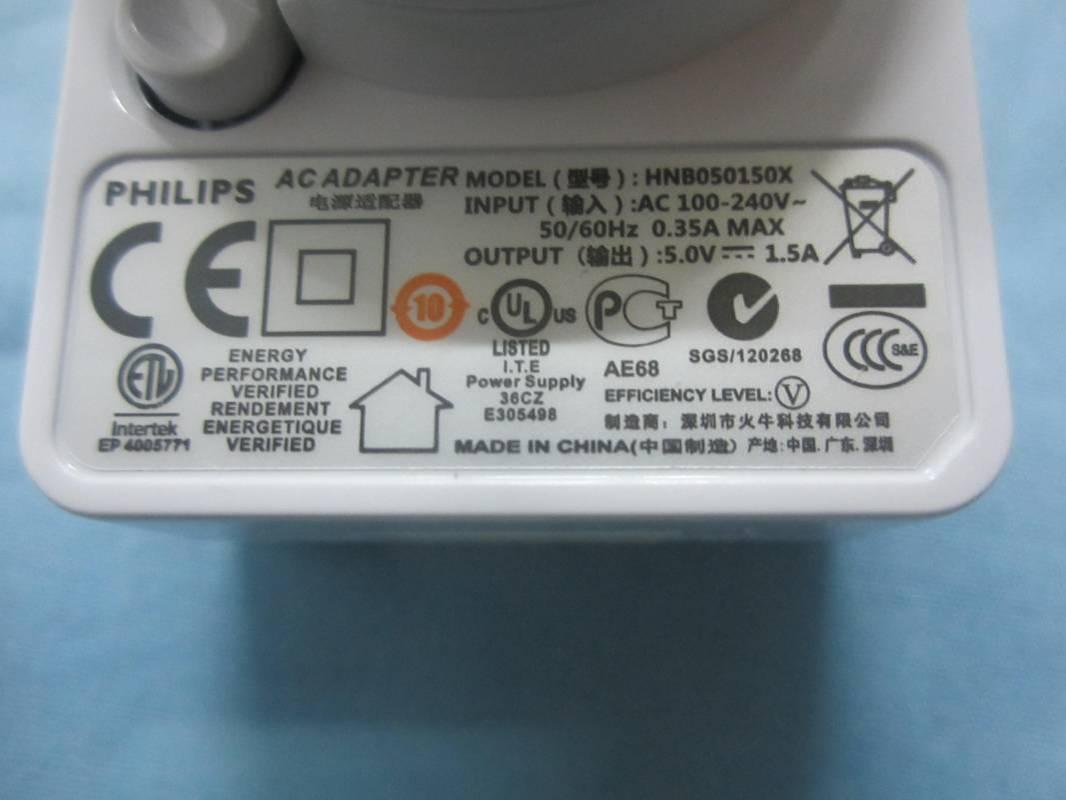 PHILIPS
AC ADAPTER
电源适配器
MODEL (型号): HNB050150X
INPUT (输入):AC 100-240V~
50/60Hz 0.35A MAX
OUTPUT (输出):5.0V⎓1.5A
CE
10
C UL US
LISTED
I.T.E
Power Supply
36CZ
E305498
PCT
AE68
SGS/120268
CCC S&E
EFFICIENCY LEVEL: V
ETL
Intertek
EP 4005771
ENERGY
PERFORMANCE
VERIFIED
RENDEMENT
ENERGETIQUE
VERIFIED
制造商：深圳市火牛科技有限公司
MADE IN CHINA(中国制造) 产地:中国.广东.深圳